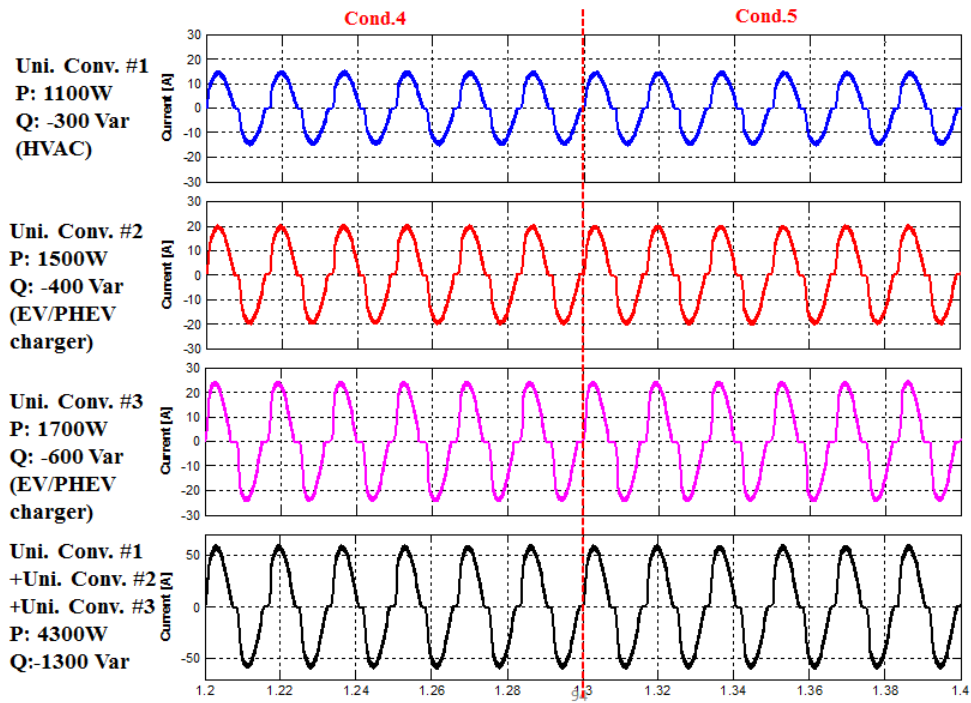 Cond.4
Cond.5
Uni. Conv. #1
P: 1100W
Q: -300 Var
(HVAC)
Current [A]
30
20
10
0
-10
-20
-30
Uni. Conv. #2
P: 1500W
Q: -400 Var
(EV/PHEV
charger)
Current [A]
30
20
10
0
-10
-20
-30
Uni. Conv. #3
P: 1700W
Q: -600 Var
(EV/PHEV
charger)
Current [A]
30
20
10
0
-10
-20
-30
Uni. Conv. #1
+Uni. Conv. #2
+Uni. Conv. #3
P: 4300W
Q:-1300 Var
Current [A]
50
0
-50
1.2 1.22 1.24 1.26 1.28 1.3 1.32 1.34 1.36 1.38 1.4